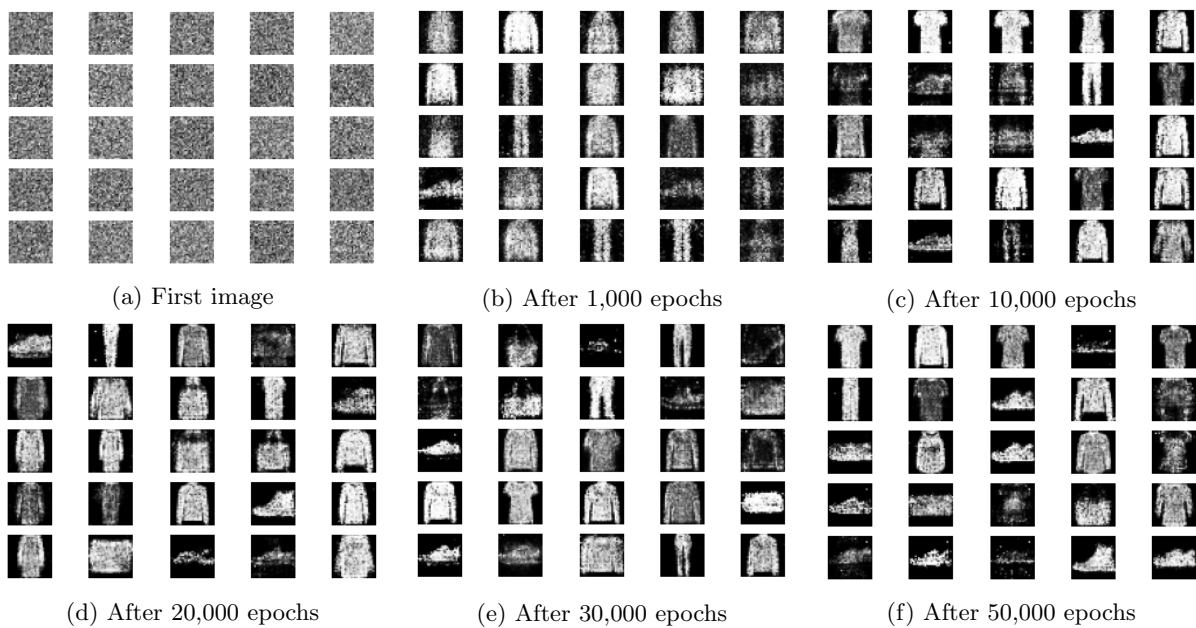 (a) First image
(b) After 1,000 epochs
(c) After 10,000 epochs
(d) After 20,000 epochs
(e) After 30,000 epochs
(f) After 50,000 epochs